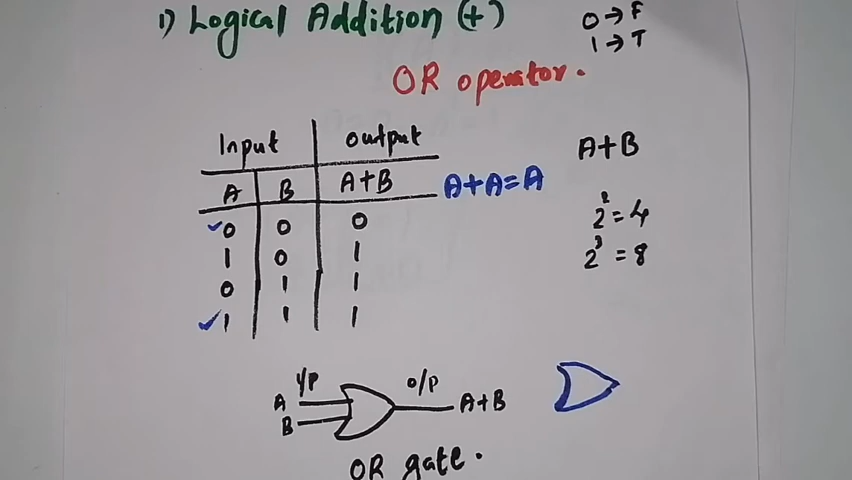 1) Logical Addition (+)
0 → F
1 → T
OR operator.
Input Output
A B A+B
0 0 0
1 0 1
0 1 1
1 1 1
A+A=A
A+B
2² = 4
2³ = 8
I/P O/P
A
B
A+B
OR gate.